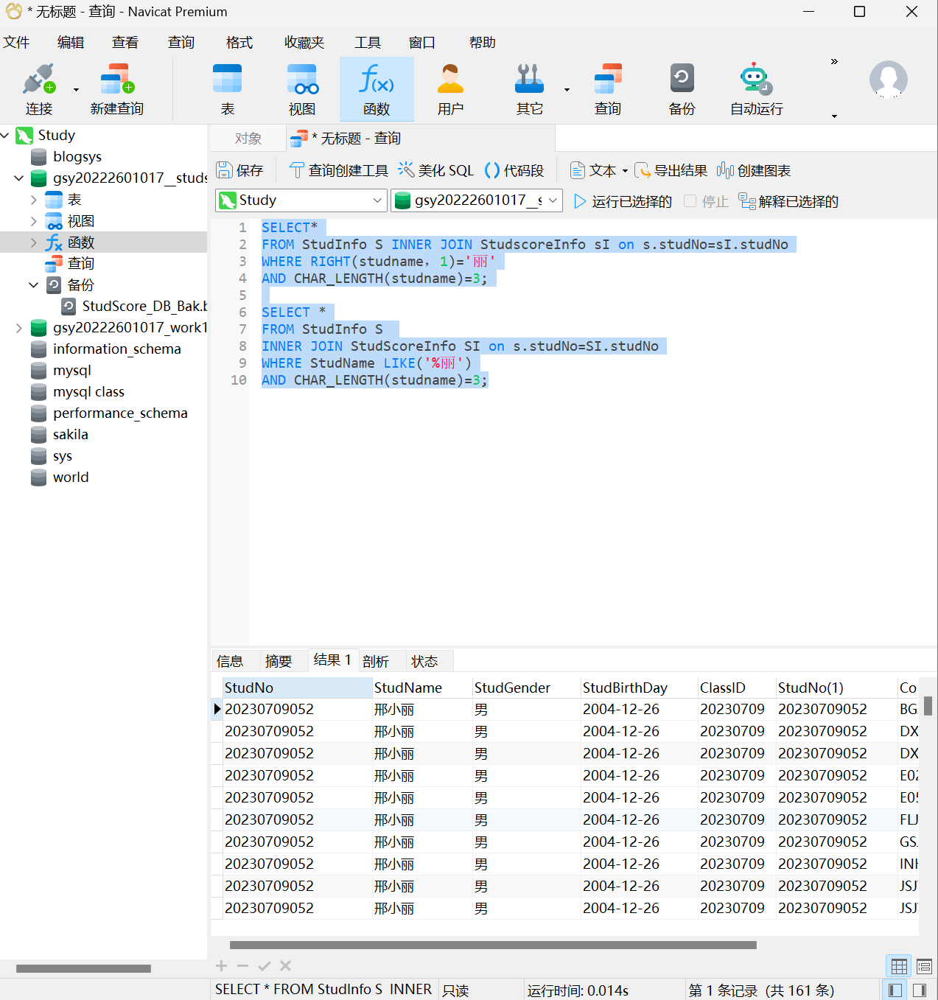 * 无标题 - 查询 - Navicat Premium
文件 编辑 查看 查询 格式 收藏夹 工具 窗口 帮助
连接 新建查询 表 视图 函数 用户 其它 查询 备份 自动运行
Study
blogsys
gsy20222601017__studs
表
视图
函数
查询
备份
StudScore_DB_Bak.b
gsy20222601017_work1
information_schema
mysql
mysql class
performance_schema
sakila
sys
world
对象 * 无标题 - 查询
保存 查询创建工具 美化 SQL 代码段 文本 导出结果 创建图表
Study gsy20222601017__s 运行已选择的 停止 解释已选择的
1 SELECT*
2 FROM StudInfo S INNER JOIN StudscoreInfo sI on s.studNo=sI.studNo
3 WHERE RIGHT(studname，1)='丽'
4 AND CHAR_LENGTH(studname)=3;
5
6 SELECT *
7 FROM StudInfo S
8 INNER JOIN StudScoreInfo SI on s.studNo=SI.studNo
9 WHERE StudName LIKE('%丽')
10 AND CHAR_LENGTH(studname)=3;
信息 摘要 结果 1 剖析 状态
StudNo StudName StudGender StudBirthDay ClassID StudNo(1) Co
20230709052 邢小丽 男 2004-12-26 20230709 20230709052 BG
20230709052 邢小丽 男 2004-12-26 20230709 20230709052 DX
20230709052 邢小丽 男 2004-12-26 20230709 20230709052 DX
20230709052 邢小丽 男 2004-12-26 20230709 20230709052 E02
20230709052 邢小丽 男 2004-12-26 20230709 20230709052 E05
20230709052 邢小丽 男 2004-12-26 20230709 20230709052 FLJ
20230709052 邢小丽 男 2004-12-26 20230709 20230709052 GS
20230709052 邢小丽 男 2004-12-26 20230709 20230709052 INH
20230709052 邢小丽 男 2004-12-26 20230709 20230709052 JSJ
20230709052 邢小丽 男 2004-12-26 20230709 20230709052 JSJ
SELECT * FROM StudInfo S INNER 只读 运行时间: 0.014s 第 1 条记录 (共 161 条)